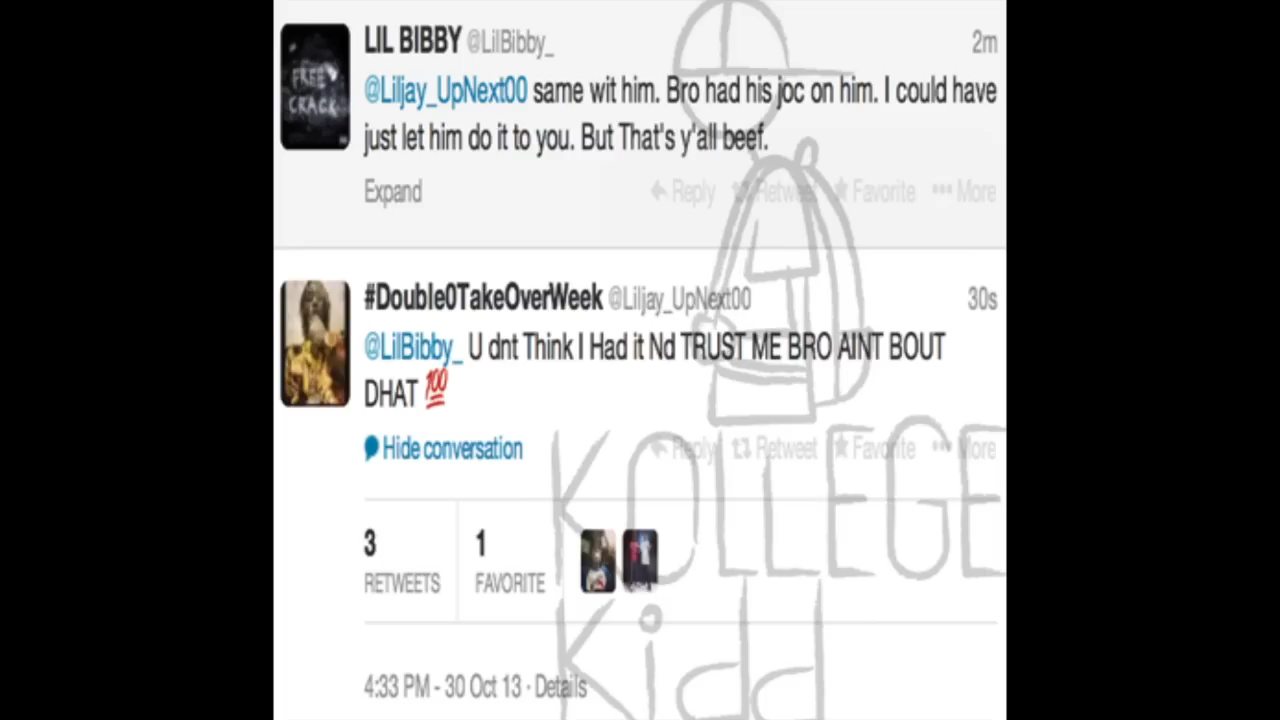 LIL BIBBY @LilBibby_ 2m
FREE CRACK
@Liljay_UpNext00 same wit him. Bro had his joc on him. I could have
just let him do it to you. But That's y'all beef.
Expand Reply Retweet Favorite More
#Double0TakeOverWeek @Liljay_UpNext00 30s
@LilBibby_ U dnt Think I Had it Nd TRUST ME BRO AINT BOUT
DHAT 💯
Hide conversation Reply Retweet Favorite More
3 1
RETWEETS FAVORITE
4:33 PM - 30 Oct 13 · Details
KOLLEGE
Kidd